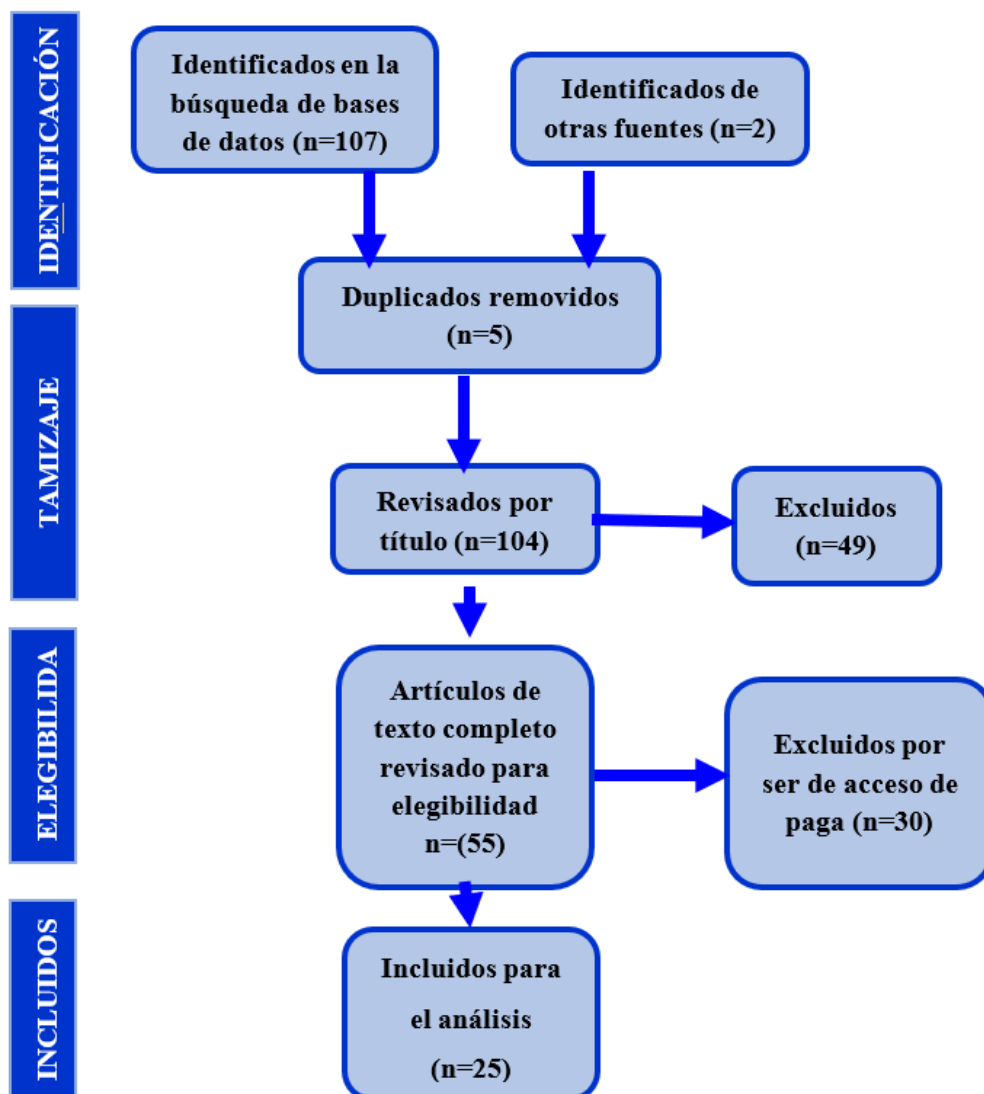 IDENTIFICACIÓN
Identificados en la
búsqueda de bases
de datos (n=107)
Identificados de
otras fuentes (n=2)
Duplicados removidos
(n=5)
TAMIZAJE
Revisados por
título (n=104)
Excluidos
(n=49)
ELEGIBILIDA
Artículos de
texto completo
revisado para
elegibilidad
n=(55)
Excluidos por
ser de acceso de
paga (n=30)
INCLUIDOS
Incluidos para
el análisis
(n=25)